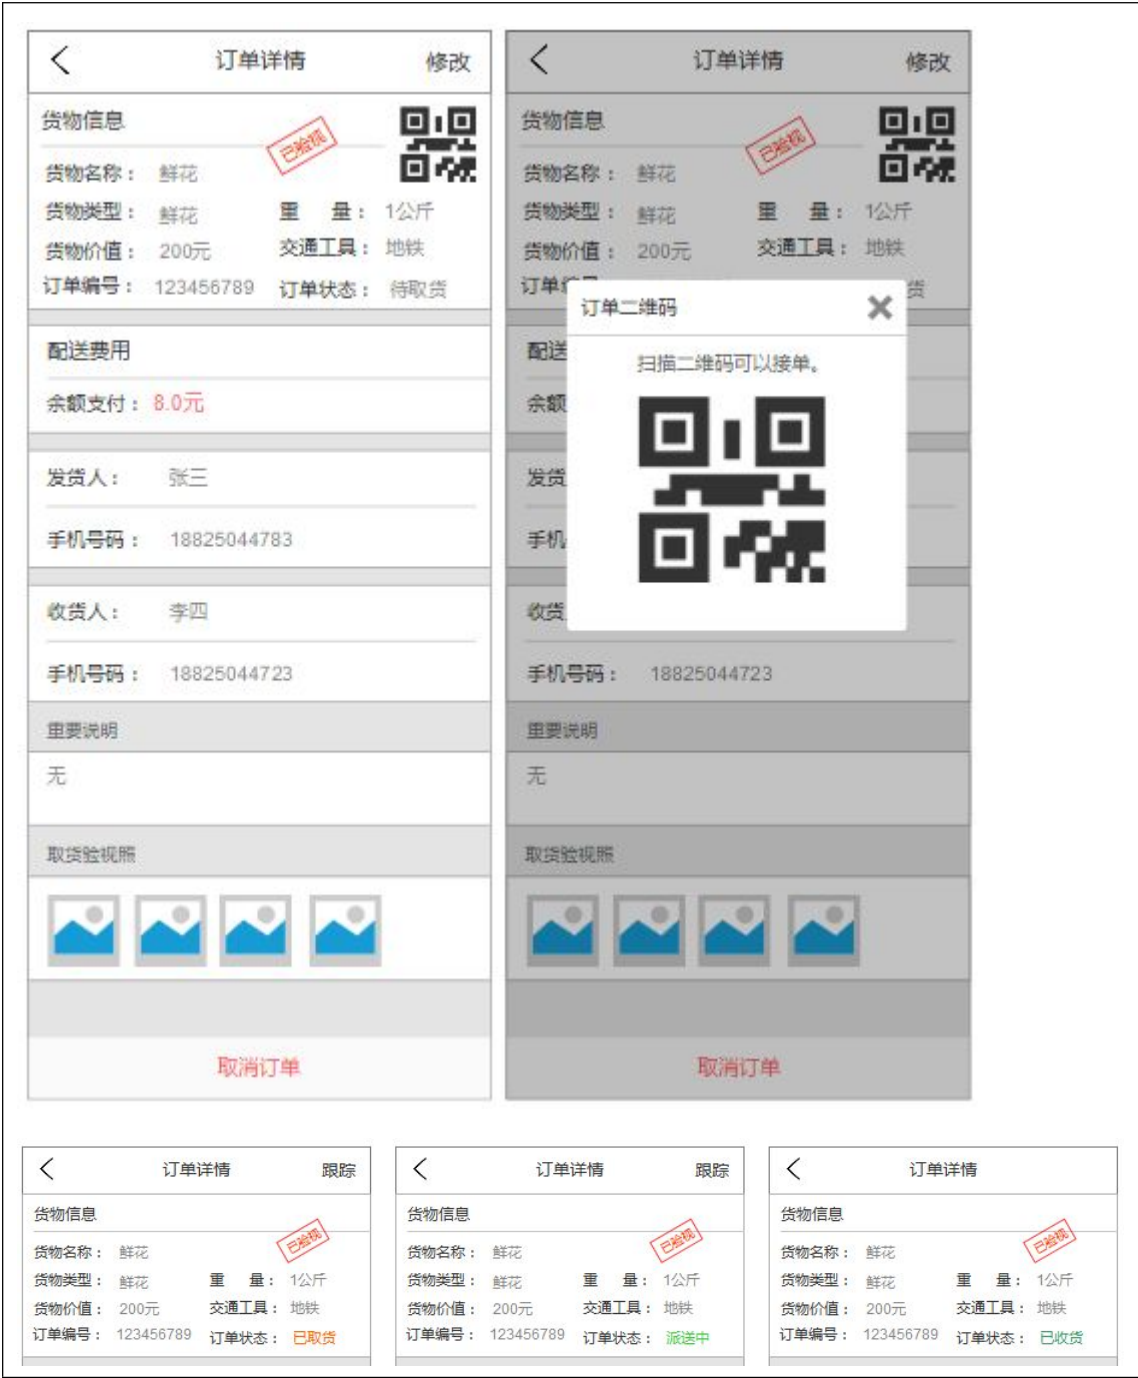 订单详情 修改
货物信息
已验视
货物名称： 鲜花
货物类型： 鲜花 重 量： 1公斤
货物价值： 200元 交通工具： 地铁
订单编号： 123456789 订单状态： 待取货
配送费用
余额支付： 8.0元
发货人： 张三
手机号码： 18825044783
收货人： 李四
手机号码： 18825044723
重要说明
无
取货验视照
取消订单
订单详情 修改
货物信息
已验视
货物名称： 鲜花
货物类型： 鲜花 重 量： 1公斤
货物价值： 200元 交通工具： 地铁
订单 货
订单二维码
扫描二维码可以接单。
配送
余额
发货
手机
收货
手机号码： 18825044723
重要说明
无
取货验视照
取消订单
订单详情 跟踪
货物信息
已验视
货物名称： 鲜花
货物类型： 鲜花 重 量： 1公斤
货物价值： 200元 交通工具： 地铁
订单编号： 123456789 订单状态： 已取货
订单详情 跟踪
货物信息
已验视
货物名称： 鲜花
货物类型： 鲜花 重 量： 1公斤
货物价值： 200元 交通工具： 地铁
订单编号： 123456789 订单状态： 派送中
订单详情
货物信息
已验视
货物名称： 鲜花
货物类型： 鲜花 重 量： 1公斤
货物价值： 200元 交通工具： 地铁
订单编号： 123456789 订单状态： 已收货